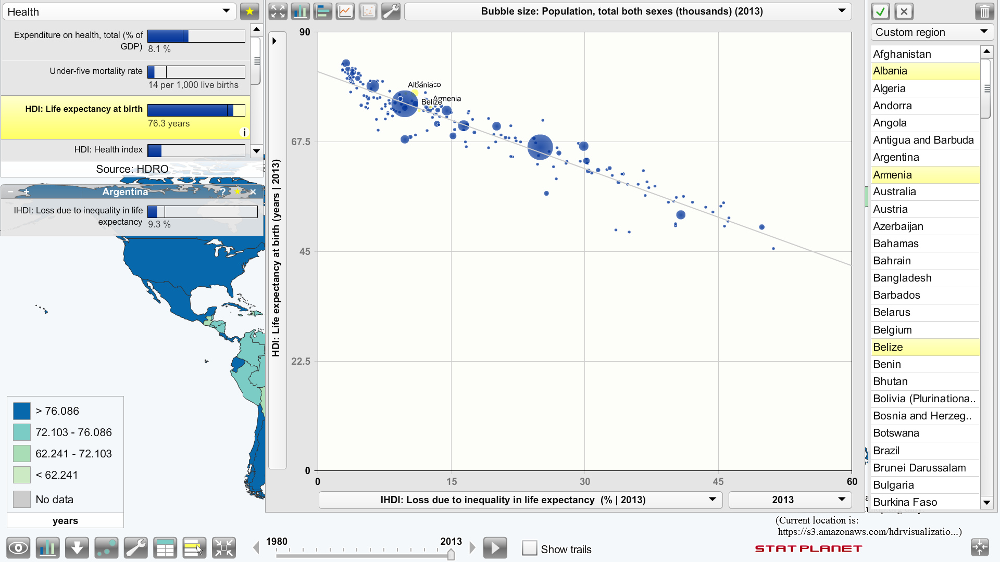 Health
Expenditure on health, total (% of
GDP)
8.1 %
Under-five mortality rate
14 per 1,000 live births
HDI: Life expectancy at birth
76.3 years
i
HDI: Health index
Source: HDRO
Argentina
?
IHDI: Loss due to inequality in life
expectancy
9.3 %
> 76.086
72.103 - 76.086
62.241 - 72.103
< 62.241
No data
years
Bubble size: Population, total both sexes (thousands) (2013)
HDI: Life expectancy at birth (years | 2013)
90
67.5
45
22.5
0
Albania
Armenia
Belize
0
15
30
45
60
IHDI: Loss due to inequality in life expectancy (% | 2013)
2013
1980
2013
Show trails
Custom region
Afghanistan
Albania
Algeria
Andorra
Angola
Antigua and Barbuda
Argentina
Armenia
Australia
Austria
Azerbaijan
Bahamas
Bahrain
Bangladesh
Barbados
Belarus
Belgium
Belize
Benin
Bhutan
Bolivia (Plurinationa..
Bosnia and Herzeg..
Botswana
Brazil
Brunei Darussalam
Bulgaria
Burkina Faso
(Current location is:
https://s3.amazonaws.com/hdrvisualizatio...)
STATPLANET